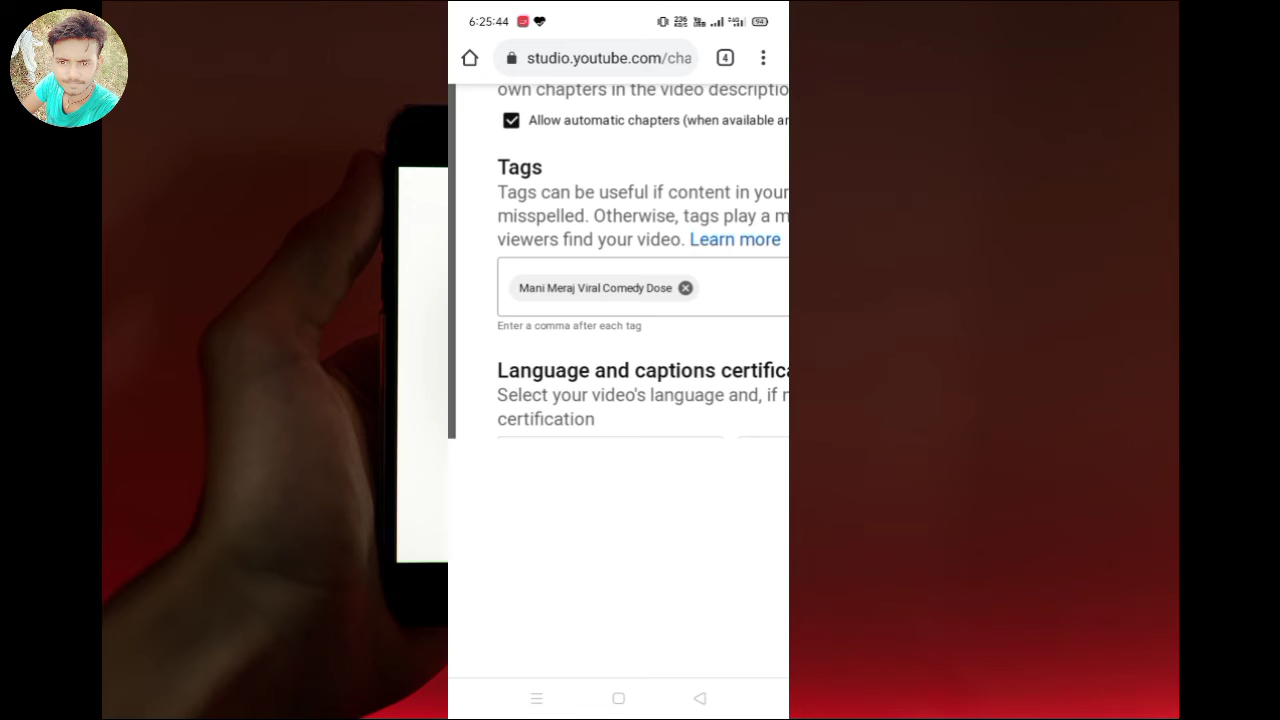 6:25:44
94
studio.youtube.com/cha
4
own chapters in the video descriptio
Allow automatic chapters (when available ar
Tags
Tags can be useful if content in your
misspelled. Otherwise, tags play a m
viewers find your video. Learn more
Mani Meraj Viral Comedy Dose
Enter a comma after each tag
Language and captions certifica
Select your video's language and, if n
certification